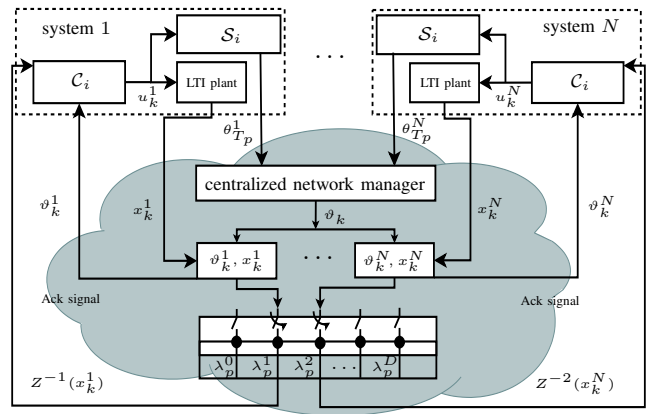 system 1
system N
S_i
S_i
. . .
C_i
LTI plant
LTI plant
C_i
u_k^1
u_k^N
θ_{T_p}^1
θ_{T_p}^N
centralized network manager
ϑ_k^1
x_k^1
ϑ_k
x_k^N
ϑ_k^N
ϑ_k^1, x_k^1
. . .
ϑ_k^N, x_k^N
Ack signal
Ack signal
λ_p^0 λ_p^1 λ_p^2 . . . λ_p^D
Z^{-1}(x_k^1)
Z^{-2}(x_k^N)